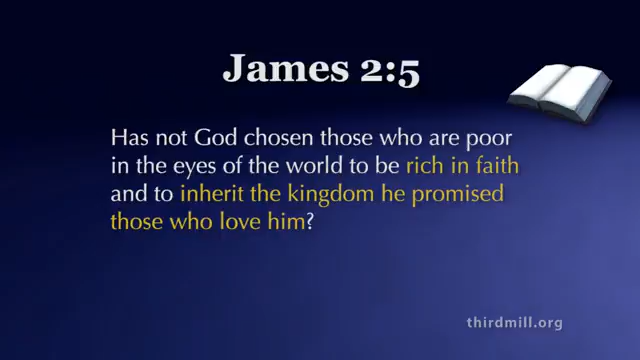 James 2:5
Has not God chosen those who are poor
in the eyes of the world to be rich in faith
and to inherit the kingdom he promised
those who love him?
thirdmill.org